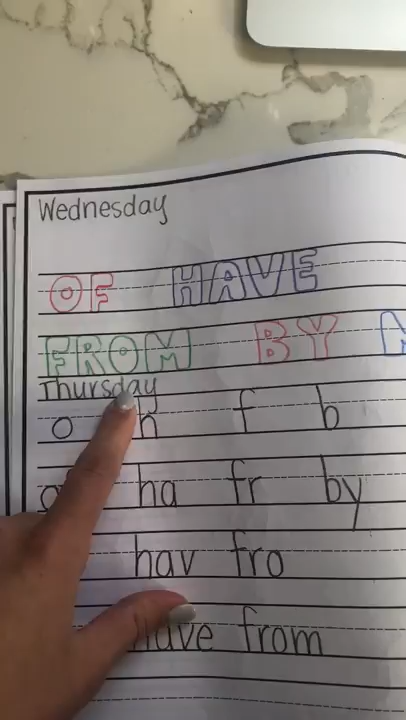 Wednesday
OF HAVE
FROM BY
Thursday
o h f b
ha fr by
hav fro
have from